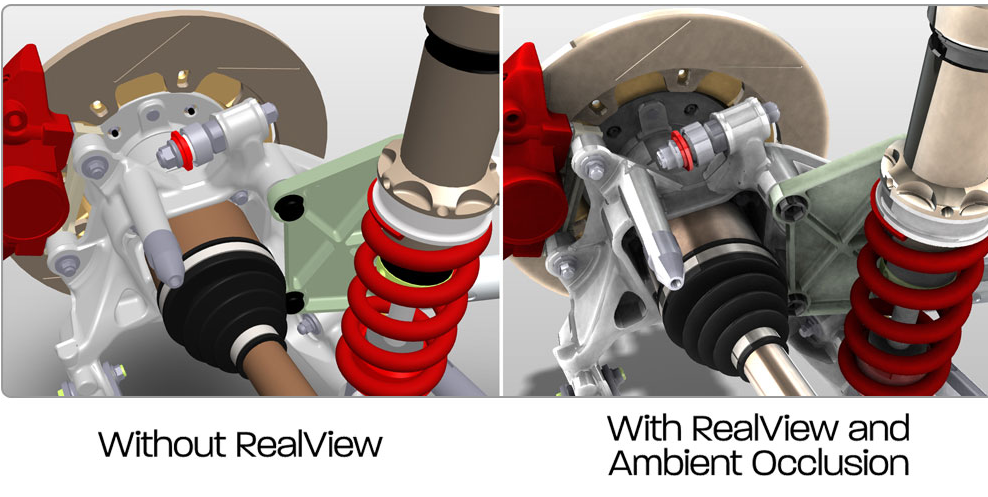 Without RealView
With RealView and
Ambient Occlusion